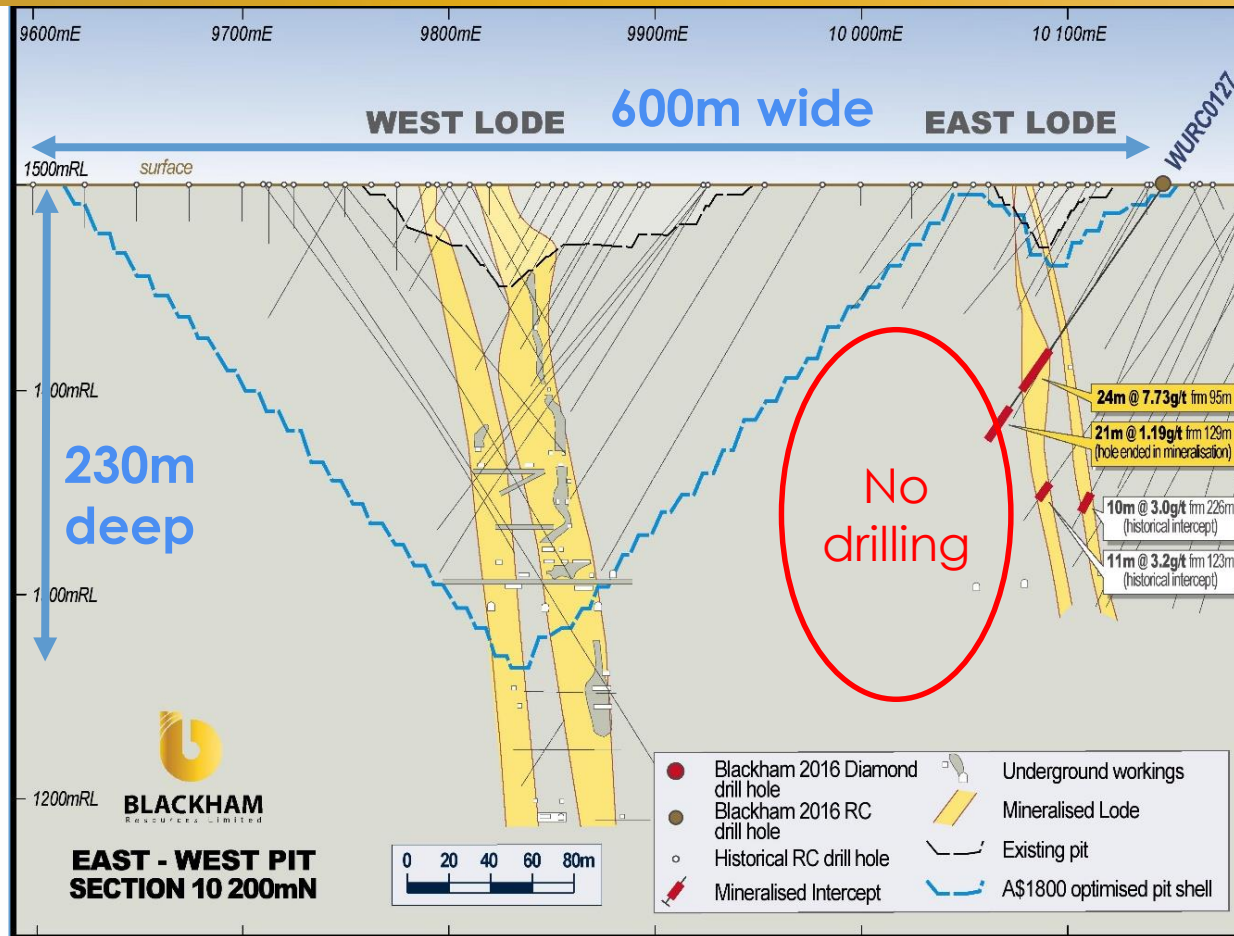 9600mE 9700mE 9800mE 9900mE 10 000mE 10 100mE
WEST LODE
600m wide
EAST LODE
WURC0127
1500mRL
surface
230m
deep
No
drilling
24m @ 7.73g/t frm 95m
21m @ 1.19g/t frm 129m
(hole ended in mineralisation)
10m @ 3.0g/t frm 226m
(historical intercept)
11m @ 3.2g/t frm 123m
(historical intercept)
1200mRL
BLACKHAM
Resources Limited
EAST - WEST PIT
SECTION 10 200mN
0 20 40 60 80m
Blackham 2016 Diamond
drill hole
Blackham 2016 RC
drill hole
Historical RC drill hole
Mineralised Intercept
Underground workings
Mineralised Lode
Existing pit
A$1800 optimised pit shell